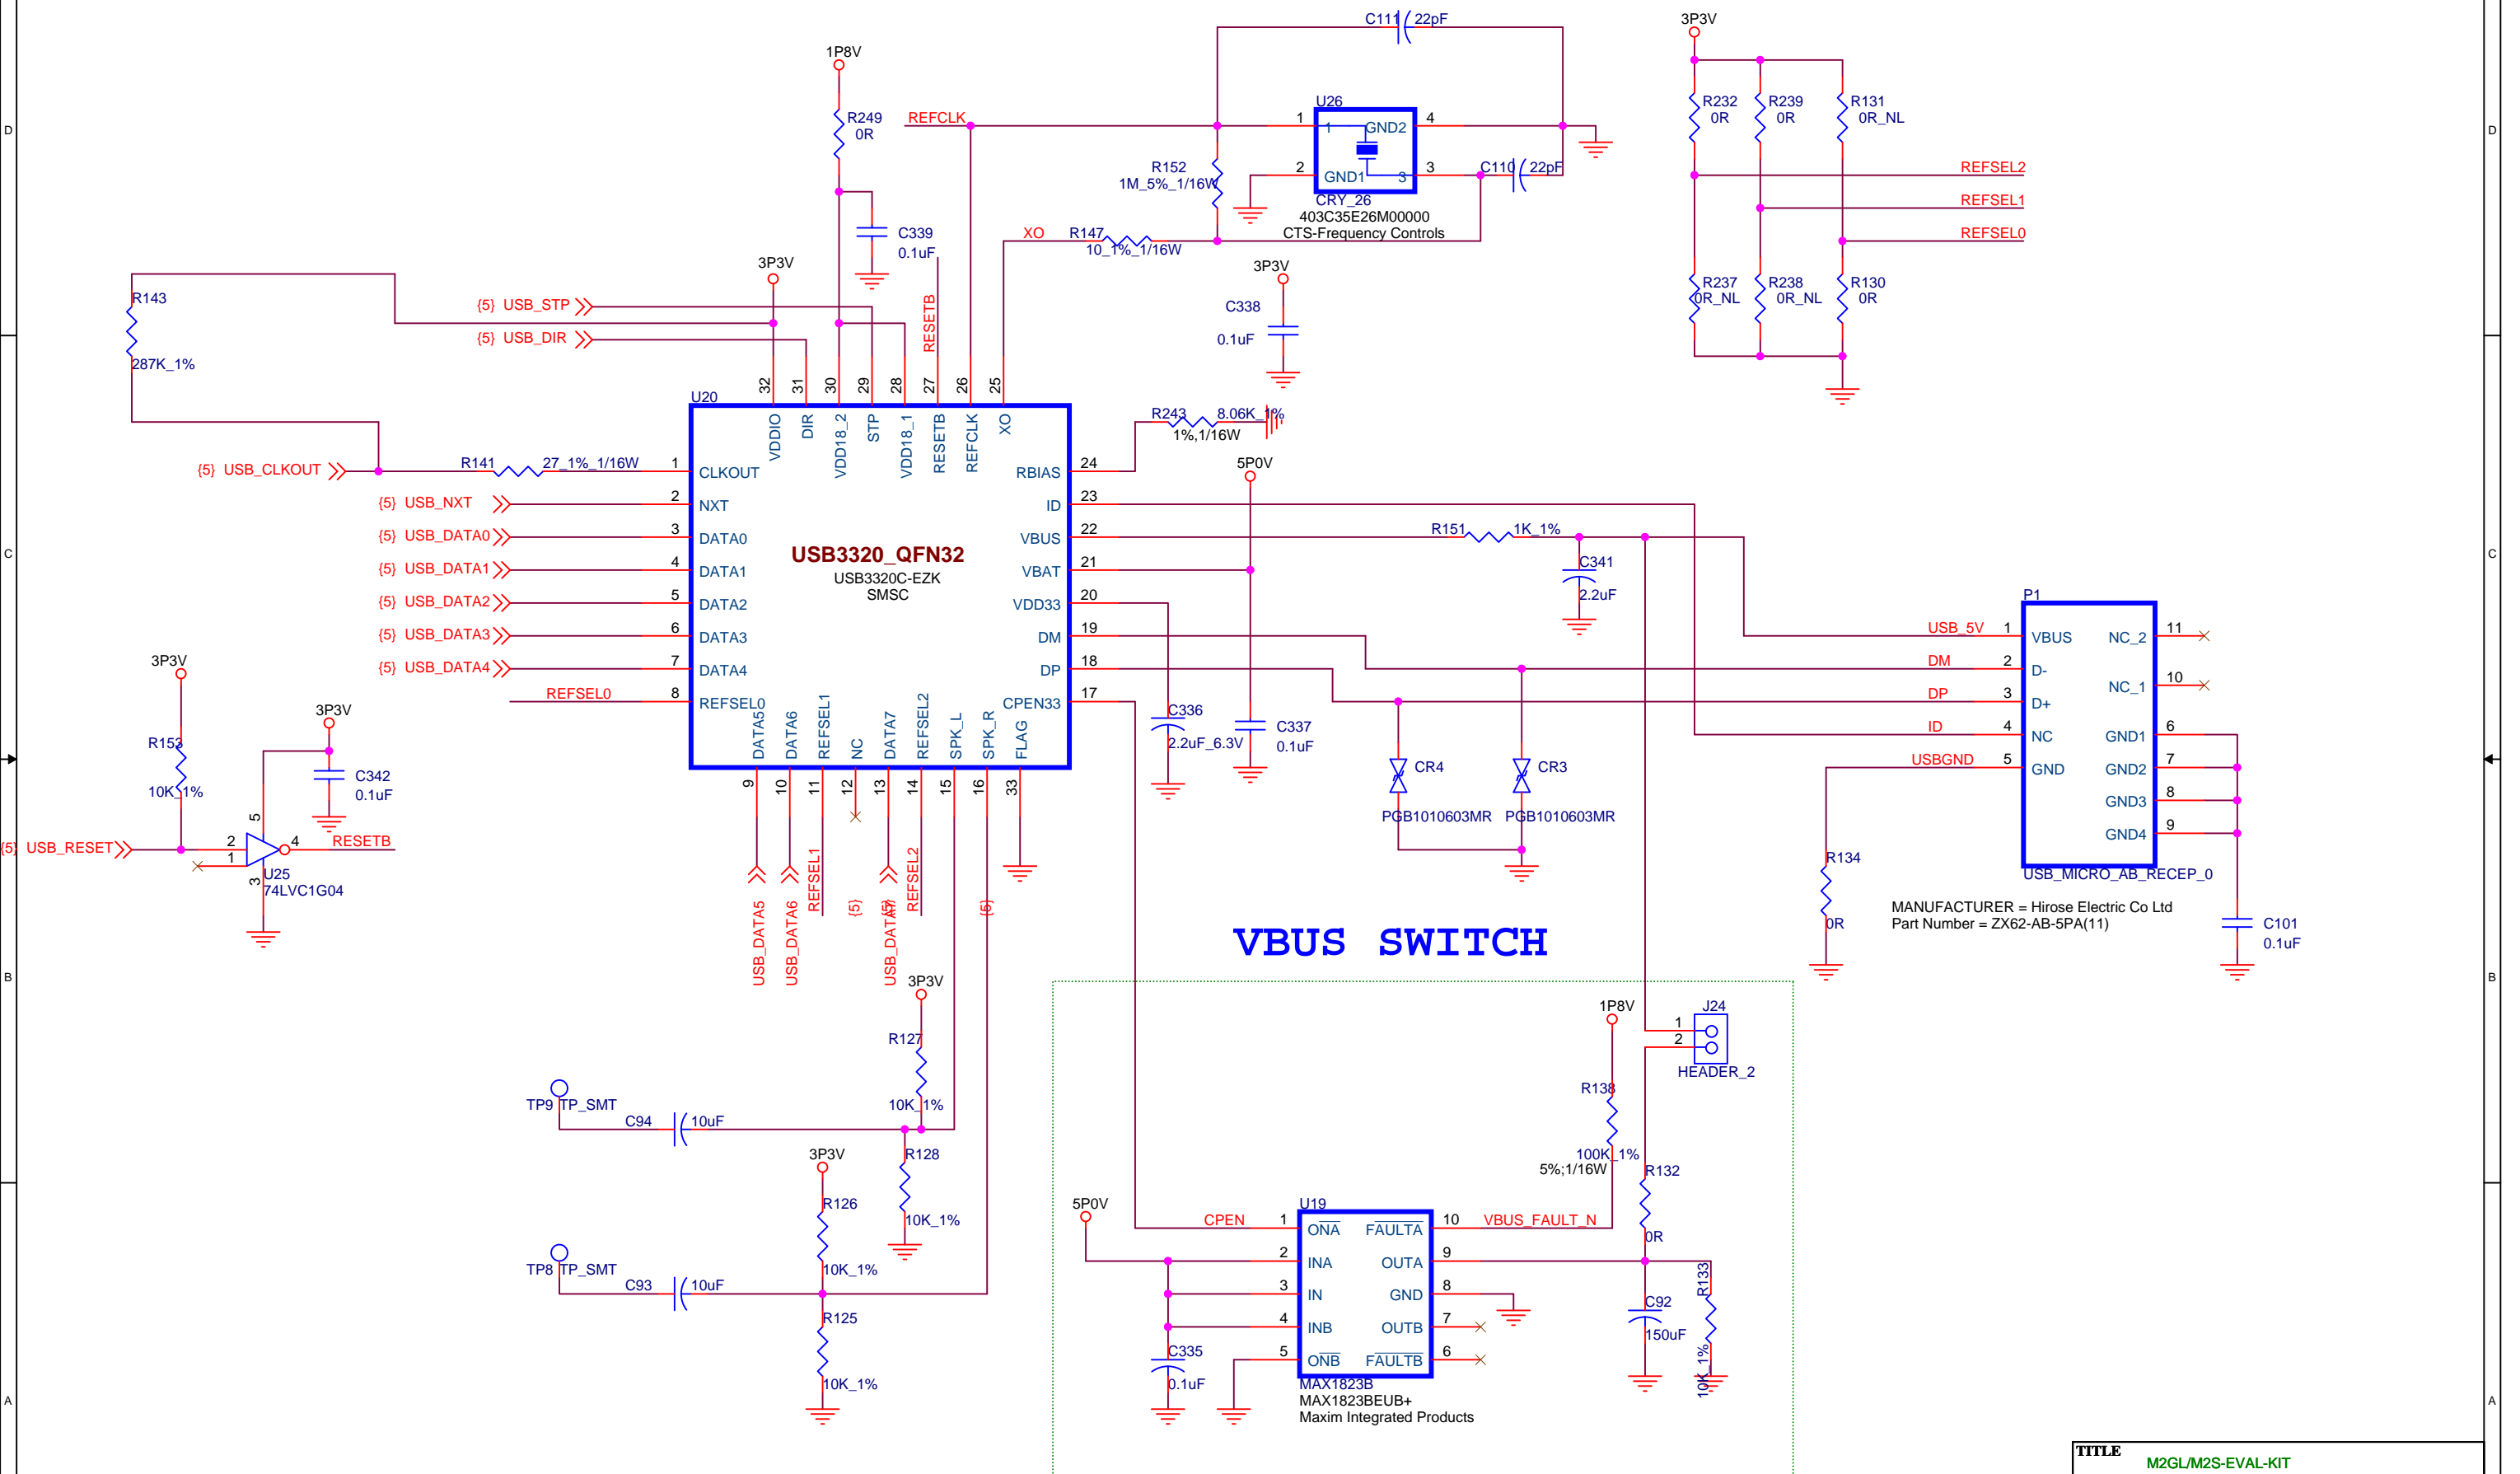 C111 22pF
3P3V
1P8V
U26
R249
0R
REFCLK
1
1
GND2
4
R232
0R
R239
0R
R131
0R_NL
D
D
R152
1M_5%_1/16W
2
GND1
3
3
C110 22pF
REFSEL2
CRY_26
403C35E26M00000
CTS-Frequency Controls
REFSEL1
C339
0.1uF
XO
R147
10_1%_1/16W
REFSEL0
3P3V
3P3V
R143
287K_1%
{5} USB_STP
{5} USB_DIR
RESETB
C338
0.1uF
R237
0R_NL
R238
0R_NL
R130
0R
U20
32
31
30
29
28
27
26
25
VDDIO
DIR
VDD18_2
STP
VDD18_1
RESETB
REFCLK
XO
R243 8.06K_1%
1%,1/16W
{5} USB_CLKOUT
R141 27_1%_1/16W
1 CLKOUT
RBIAS 24
5P0V
{5} USB_NXT
2 NXT
ID 23
{5} USB_DATA0
3 DATA0
VBUS 22
R151 1K_1%
C
C
USB3320_QFN32
USB3320C-EZK
SMSC
{5} USB_DATA1
4 DATA1
VBAT 21
C341
2.2uF
{5} USB_DATA2
5 DATA2
VDD33 20
{5} USB_DATA3
6 DATA3
DM 19
{5} USB_DATA4
7 DATA4
DP 18
REFSEL0
8 REFSEL0
CPEN33 17
DATA5
DATA6
REFSEL1
NC
DATA7
REFSEL2
SPK_L
SPK_R
FLAG
9
10
11
12
13
14
15
16
33
C336
2.2uF_6.3V
C337
0.1uF
CR4
PGB1010603MR
CR3
PGB1010603MR
P1
USB_5V 1 VBUS
NC_2 11
DM 2 D-
NC_1 10
DP 3 D+
ID 4 NC
GND1 6
USBGND 5 GND
GND2 7
GND3 8
GND4 9
USB_MICRO_AB_RECEP_0
MANUFACTURER = Hirose Electric Co Ltd
Part Number = ZX62-AB-5PA(11)
R134
0R
C101
0.1uF
3P3V
R153
10K_1%
3P3V
C342
0.1uF
{5} USB_RESET
2
1
5
3
4
RESETB
U25
74LVC1G04
USB_DATA5
USB_DATA6
REFSEL1
{5}
{5}
USB_DATA7
REFSEL2
{5}
B
B
VBUS SWITCH
3P3V
R127
10K_1%
TP9 TP_SMT
C94 10uF
R128
10K_1%
3P3V
R126
10K_1%
TP8 TP_SMT
C93 10uF
R125
10K_1%
1P8V
J24
1
2
HEADER_2
R138
100K_1%
5%;1/16W
R132
0R
5P0V
U19
CPEN 1 ONA
FAULTA 10 VBUS_FAULT_N
2 INA
OUTA 9
3 IN
GND 8
4 INB
OUTB 7
5 ONB
FAULTB 6
MAX1823B
MAX1823BEUB+
Maxim Integrated Products
C335
0.1uF
C92
150uF
R133
10K_1%
A
A
TITLE
M2GL/M2S-EVAL-KIT